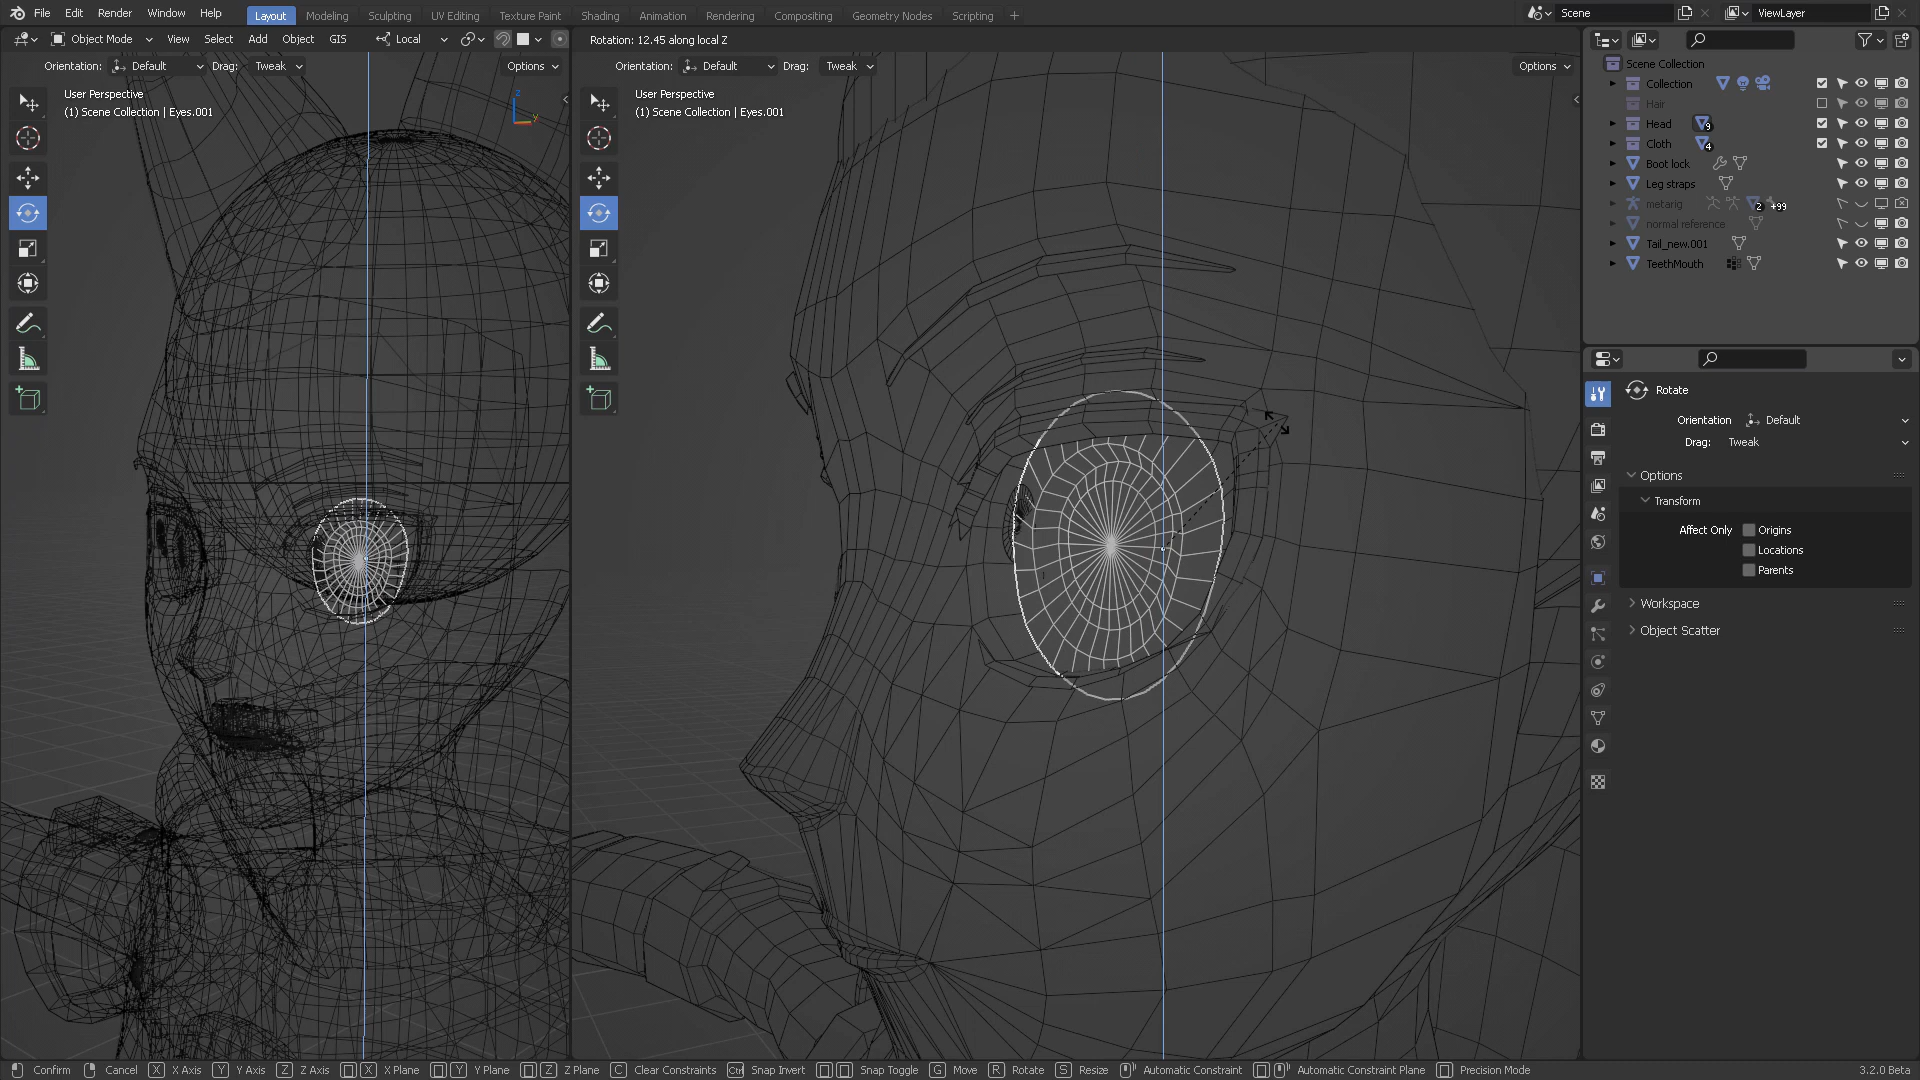 File Edit Render Window Help Layout Modeling Sculpting UV Editing Texture Paint Shading Animation Rendering Compositing Geometry Nodes Scripting + Scene ViewLayer
Object Mode View Select Add Object GIS Local Rotation: 12.45 along local Z
Orientation: Default Drag: Tweak Options Orientation: Default Drag: Tweak Options
User Perspective
(1) Scene Collection | Eyes.001
Z
Y
User Perspective
(1) Scene Collection | Eyes.001
Scene Collection
Collection
Hair
Head 9
Cloth 4
Boot lock
Leg straps
metarig 2 +99
normal reference
Tail_new.001
TeethMouth
Rotate
Orientation Default
Drag: Tweak
Options
Transform
Affect Only Origins
Locations
Parents
Workspace
Object Scatter
Confirm Cancel X X Axis Y Y Axis Z Z Axis X X Plane Y Y Plane Z Z Plane C Clear Constraints Ctrl Snap Invert Snap Toggle G Move R Rotate S Resize Automatic Constraint Automatic Constraint Plane Precision Mode 3.2.0 Beta